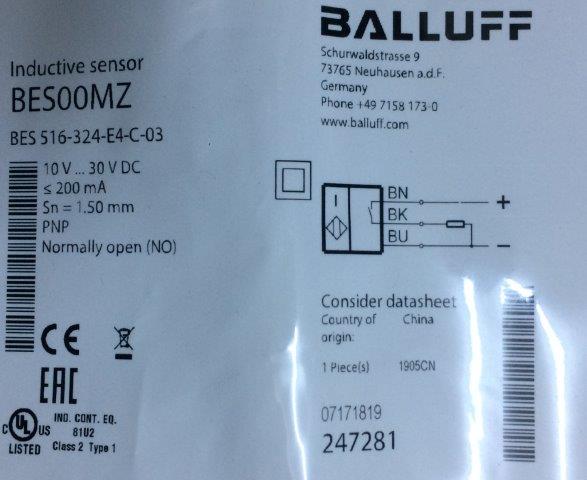 Inductive sensor
BES00MZ
BES 516-324-E4-C-03
10 V ... 30 V DC
≤ 200 mA
Sn = 1.50 mm
PNP
Normally open (NO)
CE
EAC
C UL US
LISTED
IND. CONT. EQ.
81U2
Class 2 Type 1
BALLUFF
Schurwaldstrasse 9
73765 Neuhausen a.d.F.
Germany
Phone +49 7158 173-0
www.balluff.com
BN +
BK
BU −
Consider datasheet
Country of China
origin:
1 Piece(s) 1905CN
07171819
247281